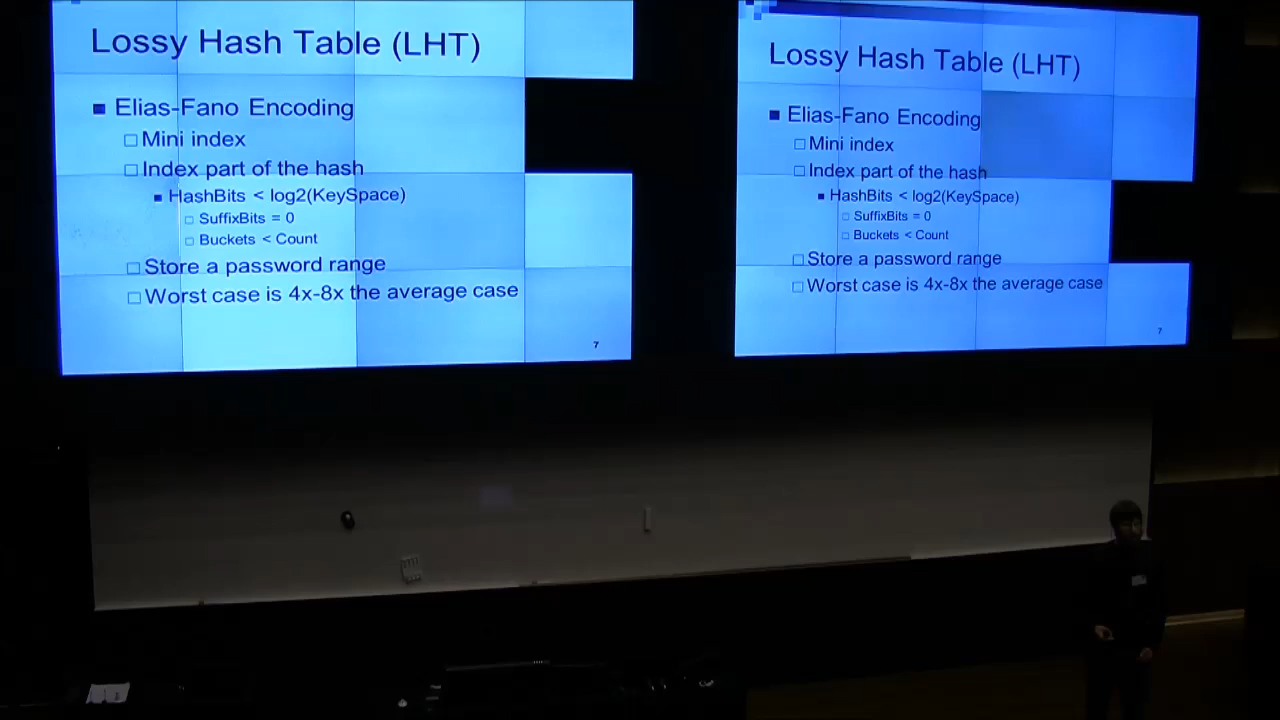 Lossy Hash Table (LHT)
Elias-Fano Encoding
Mini index
Index part of the hash
HashBits < log2(KeySpace)
SuffixBits = 0
Buckets < Count
Store a password range
Worst case is 4x-8x the average case
7
Lossy Hash Table (LHT)
Elias-Fano Encoding
Mini index
Index part of the hash
HashBits < log2(KeySpace)
SuffixBits = 0
Buckets < Count
Store a password range
Worst case is 4x-8x the average case
7